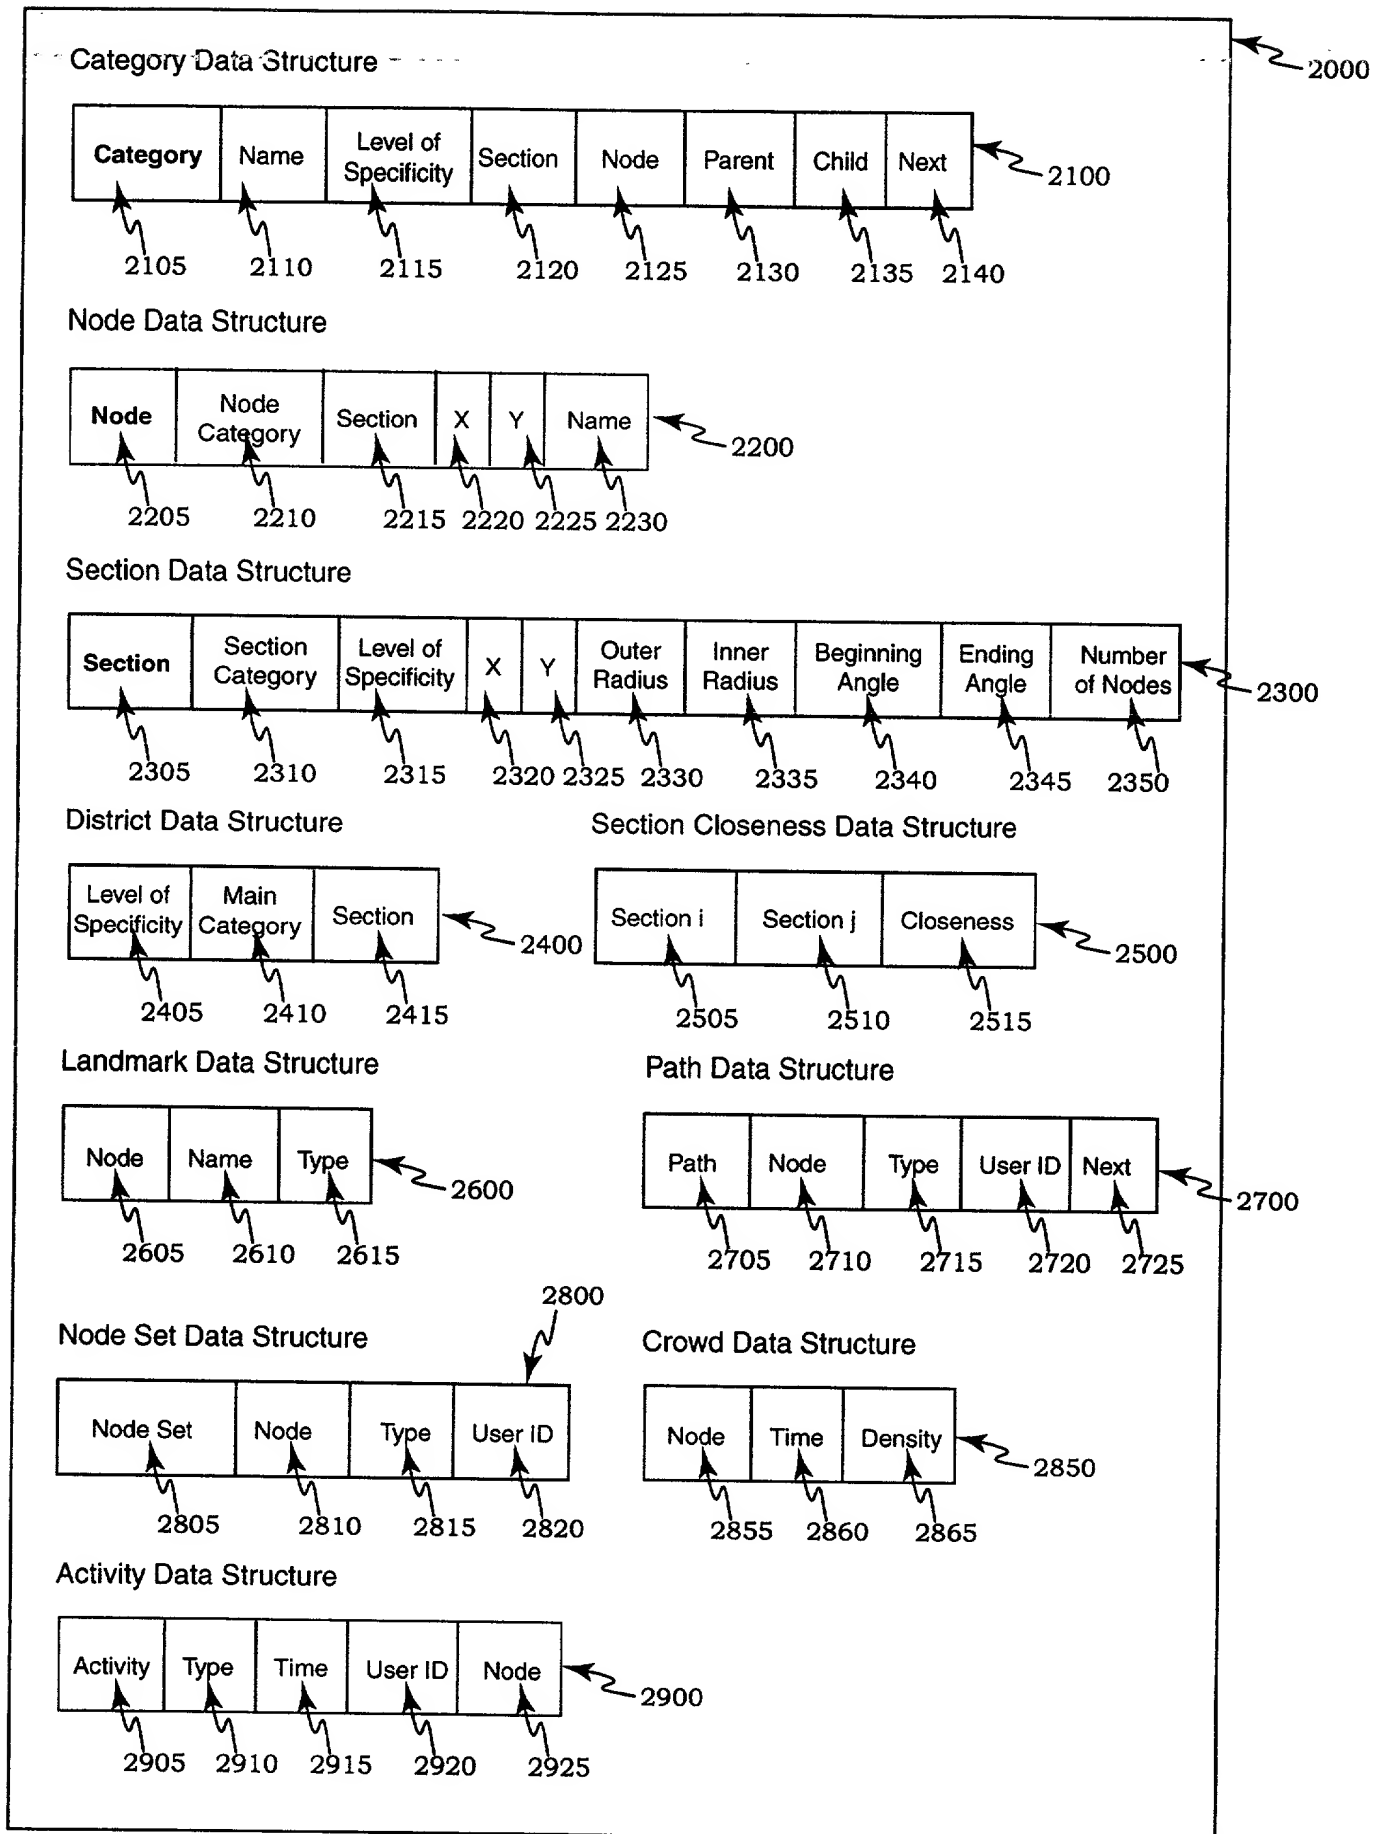 Category Data Structure
2000
Category Name Level of Specificity Section Node Parent Child Next
2100
2105 2110 2115 2120 2125 2130 2135 2140
Node Data Structure
Node Node Category Section X Y Name
2200
2205 2210 2215 2220 2225 2230
Section Data Structure
Section Section Category Level of Specificity X Y Outer Radius Inner Radius Beginning Angle Ending Angle Number of Nodes
2300
2305 2310 2315 2320 2325 2330 2335 2340 2345 2350
District Data Structure
Level of Specificity Main Category Section
2400
2405 2410 2415
Section Closeness Data Structure
Section i Section j Closeness
2500
2505 2510 2515
Landmark Data Structure
Node Name Type
2600
2605 2610 2615
Path Data Structure
Path Node Type User ID Next
2700
2705 2710 2715 2720 2725
Node Set Data Structure
2800
Node Set Node Type User ID
2805 2810 2815 2820
Crowd Data Structure
Node Time Density
2850
2855 2860 2865
Activity Data Structure
Activity Type Time User ID Node
2900
2905 2910 2915 2920 2925